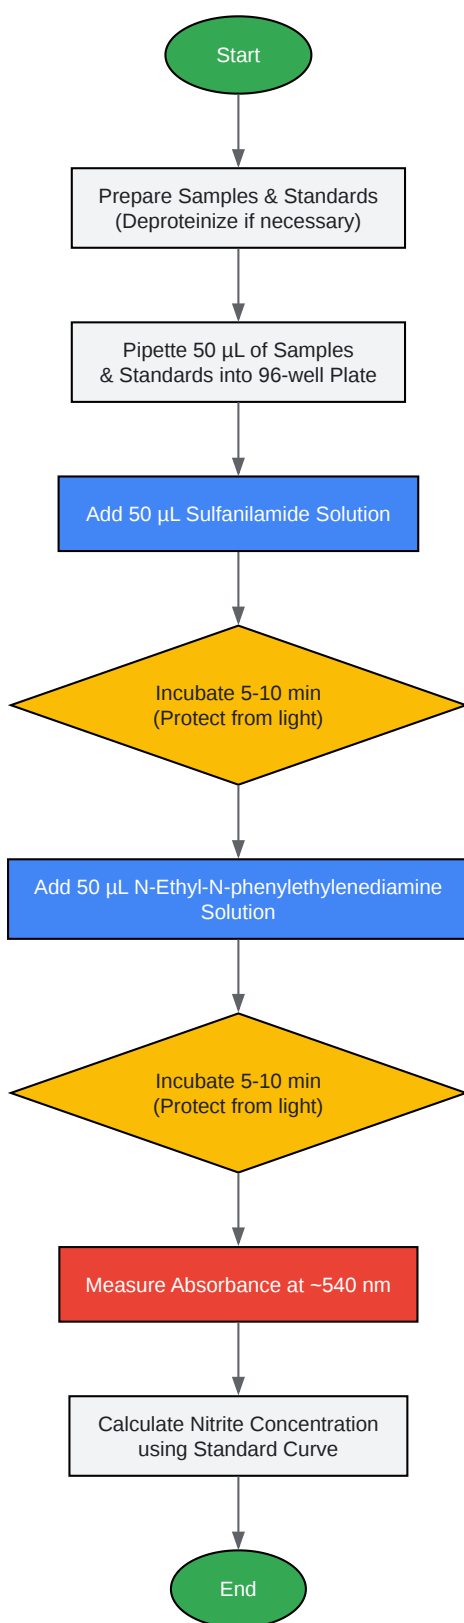 Start
Prepare Samples & Standards
(Deproteinize if necessary)
Pipette 50 µL of Samples
& Standards into 96-well Plate
Add 50 µL Sulfanilamide Solution
Incubate 5-10 min
(Protect from light)
Add 50 µL N-Ethyl-N-phenylethylenediamine
Solution
Incubate 5-10 min
(Protect from light)
Measure Absorbance at ~540 nm
Calculate Nitrite Concentration
using Standard Curve
End